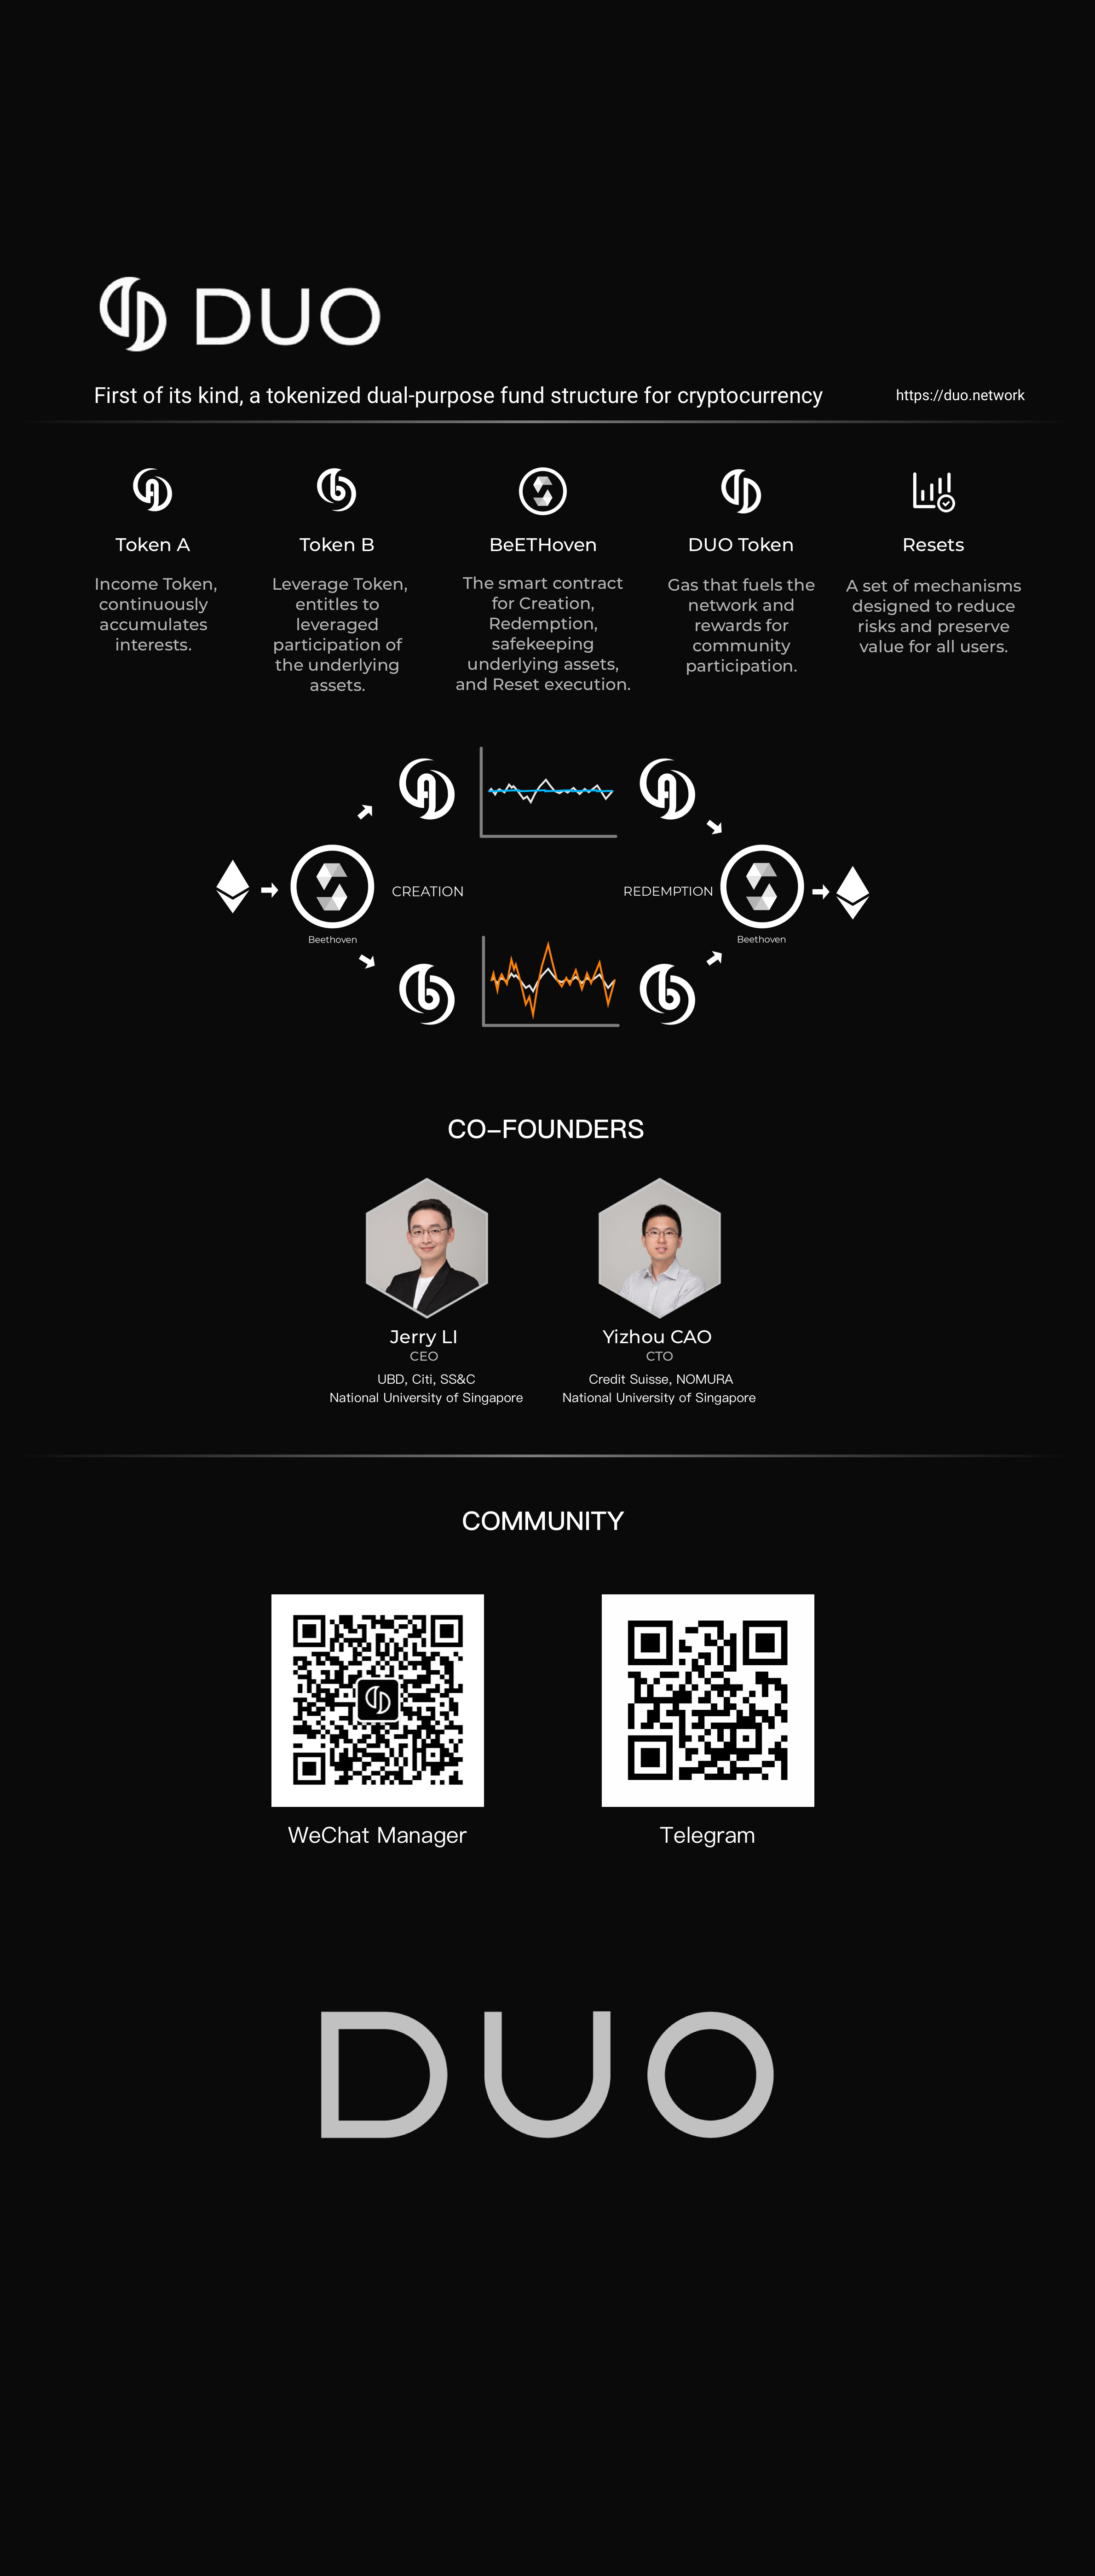 DUO
First of its kind, a tokenized dual-purpose fund structure for cryptocurrency
https://duo.network
Token A
Income Token,
continuously
accumulates
interests.
Token B
Leverage Token,
entitles to
leveraged
participation of
the underlying
assets.
BeETHoven
The smart contract
for Creation,
Redemption,
safekeeping
underlying assets,
and Reset execution.
DUO Token
Gas that fuels the
network and
rewards for
community
participation.
Resets
A set of mechanisms
designed to reduce
risks and preserve
value for all users.
CREATION
REDEMPTION
Beethoven
Beethoven
CO–FOUNDERS
Jerry LI
CEO
UBD, Citi, SS&C
National University of Singapore
Yizhou CAO
CTO
Credit Suisse, NOMURA
National University of Singapore
COMMUNITY
WeChat Manager
Telegram
DUO